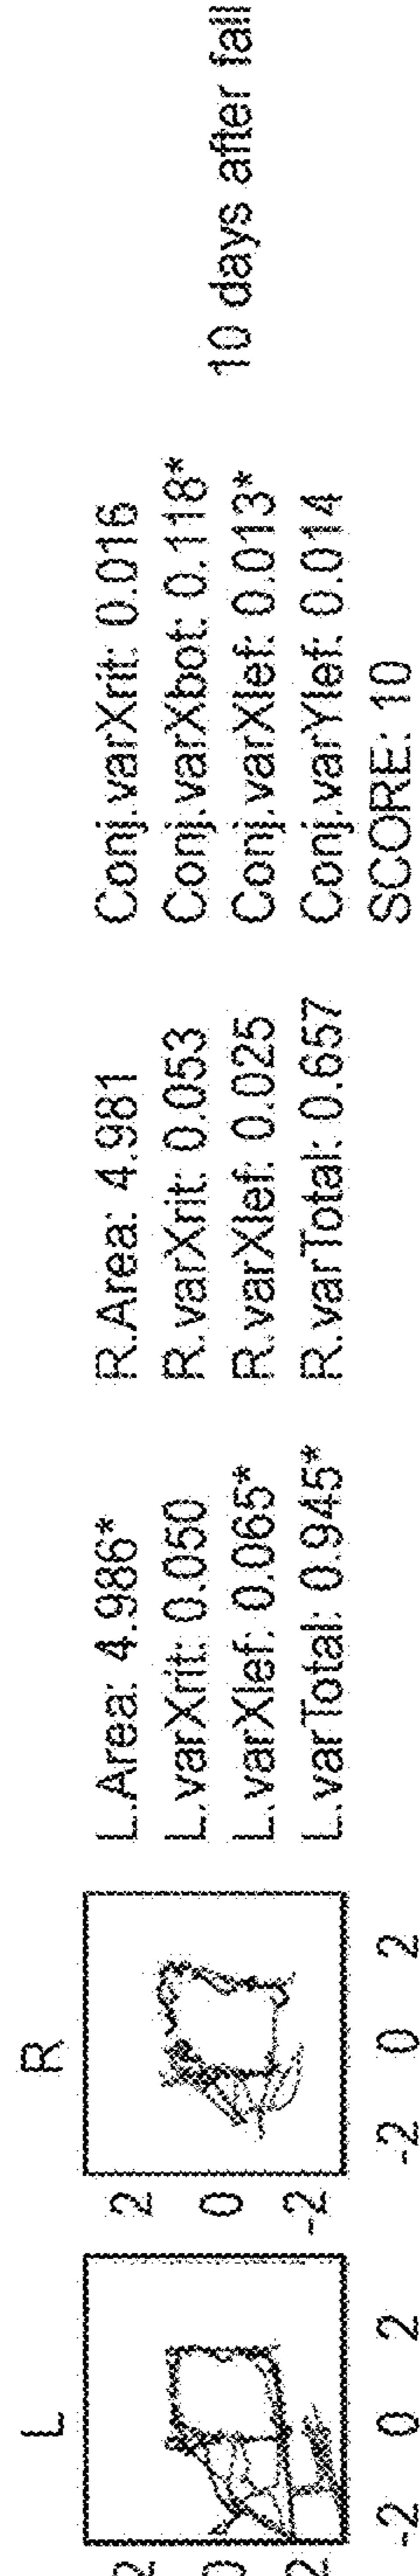 L
R
2
0
-2
-2 0 2
2
0
-2
-2 0 2
L.Area: 4.986*
L.varXrit: 0.050
L.varXlef: 0.065*
L.varTotal: 0.945*
R.Area: 4.981
R.varXrit: 0.053
R.varXlef: 0.025
R.varTotal: 0.657
Conj.varXrit: 0.016
Conj.varXbot: 0.118*
Conj.varXlef: 0.013*
Conj.varYlef: 0.014
SCORE: 10
10 days after fall